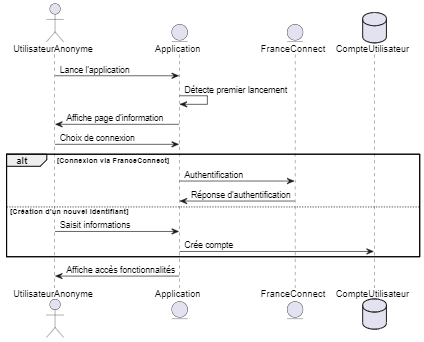 UtilisateurAnonyme Application FranceConnect CompteUtilisateur
Lance l'application
Détecte premier lancement
Affiche page d'information
Choix de connexion
alt [Connexion via FranceConnect]
Authentification
Réponse d'authentification
[Création d'un nouvel identifiant]
Saisit informations
Crée compte
Affiche accès fonctionnalités
UtilisateurAnonyme Application FranceConnect CompteUtilisateur